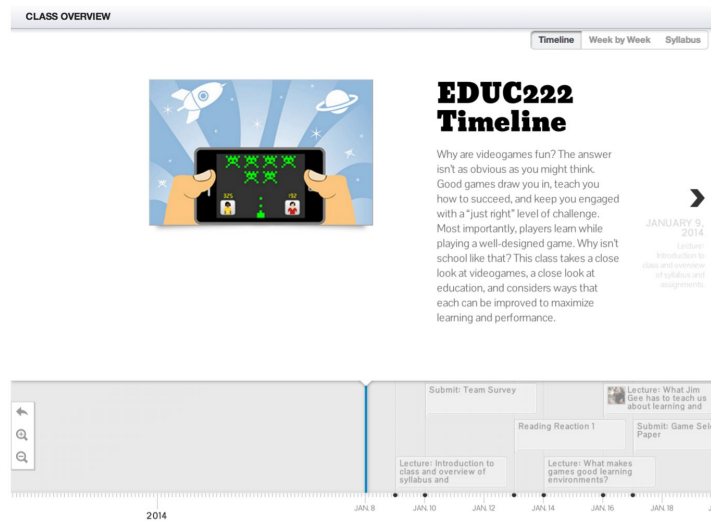 CLASS OVERVIEW
Timeline Week by Week Syllabus
EDUC222
Timeline
Why are videogames fun? The answer
isn't as obvious as you might think.
Good games draw you in, teach you
how to succeed, and keep you engaged
with a "just right" level of challenge.
Most importantly, players learn while
playing a well-designed game. Why isn't
school like that? This class takes a close
look at videogames, a close look at
education, and considers ways that
each can be improved to maximize
learning and performance.
325
152
JANUARY 9,
2014
Lecture:
Introduction to
class and overview
of syllabus and
assignments.
Submit: Team Survey
Lecture: What Jim
Gee has to teach us
about learning and
Reading Reaction 1
Submit: Game Sele
Paper
Lecture: Introduction to
class and overview of
syllabus and
Lecture: What makes
games good learning
environments?
JAN. 8 JAN. 10 JAN. 12 JAN. 14 JAN. 16 JAN. 18
2014